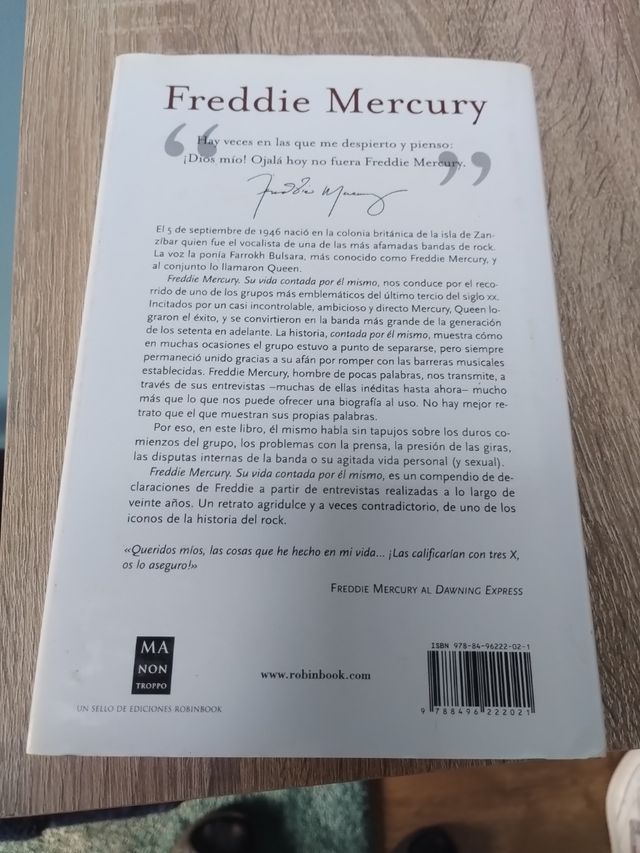 Freddie Mercury
“
Hay veces en las que me despierto y pienso:
¡Dios mío! Ojalá hoy no fuera Freddie Mercury.
”
Freddie Mercury
El 5 de septiembre de 1946 nació en la colonia británica de la isla de Zan-
zíbar quien fue el vocalista de una de las más afamadas bandas de rock.
La voz la ponía Farrokh Bulsara, más conocido como Freddie Mercury, y
al conjunto lo llamaron Queen.
Freddie Mercury. Su vida contada por él mismo, nos conduce por el reco-
rrido de uno de los grupos más emblemáticos del último tercio del siglo XX.
Incitados por un casi incontrolable, ambicioso y directo Mercury, Queen lo-
graron el éxito, y se convirtieron en la banda más grande de la generación
de los setenta en adelante. La historia, contada por él mismo, muestra cómo
en muchas ocasiones el grupo estuvo a punto de separarse, pero siempre
permaneció unido gracias a su afán por romper con las barreras musicales
establecidas. Freddie Mercury, hombre de pocas palabras, nos transmite, a
través de sus entrevistas –muchas de ellas inéditas hasta ahora– mucho
más que lo que nos puede ofrecer una biografía al uso. No hay mejor re-
trato que el que muestran sus propias palabras.
Por eso, en este libro, él mismo habla sin tapujos sobre los duros co-
mienzos del grupo, los problemas con la prensa, la presión de las giras,
las disputas internas de la banda o su agitada vida personal (y sexual).
Freddie Mercury. Su vida contada por él mismo, es un compendio de de-
claraciones de Freddie a partir de entrevistas realizadas a lo largo de
veinte años. Un retrato agridulce y a veces contradictorio, de uno de los
iconos de la historia del rock.
«Queridos míos, las cosas que he hecho en mi vida... ¡Las calificarían con tres X,
os lo aseguro!»
FREDDIE MERCURY AL DAWNING EXPRESS
MA
NON
TROPPO
UN SELLO DE EDICIONES ROBINBOOK
www.robinbook.com
ISBN 978-84-96222-02-1
9 788496 222021